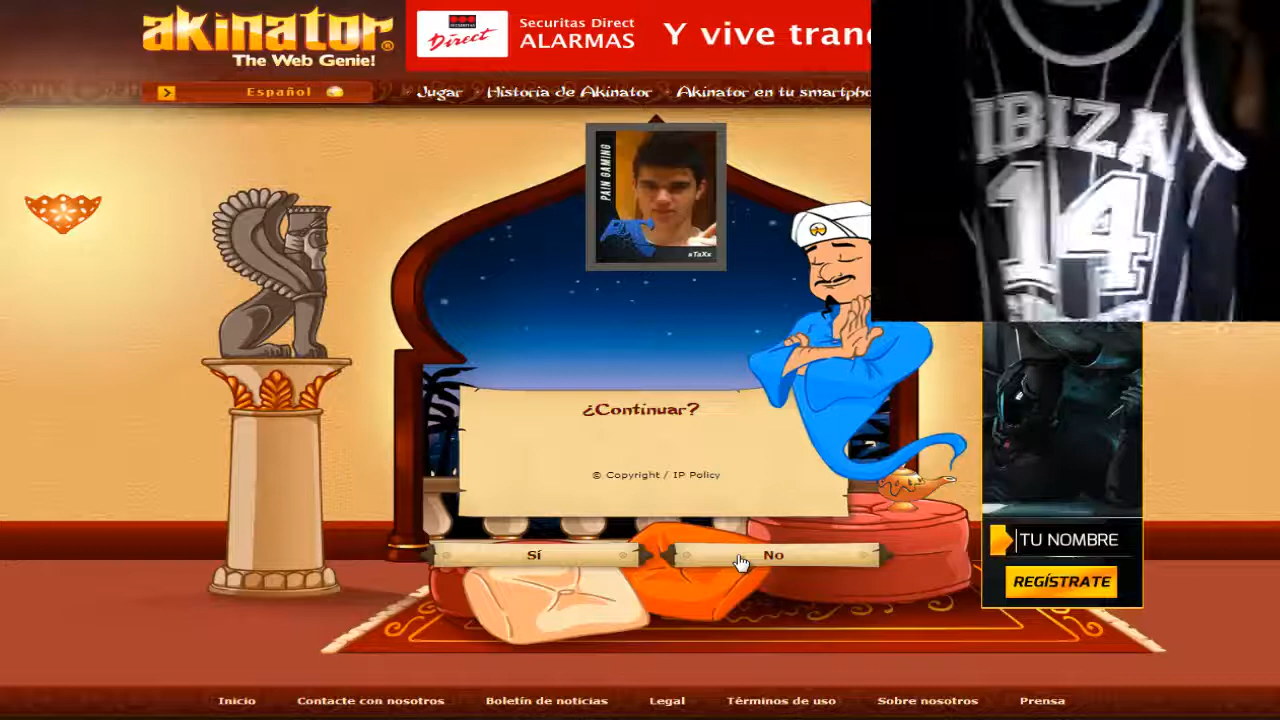 akinator®
The Web Genie!
Direct
Securitas Direct
ALARMAS
Y vive tran
Español
Jugar
Historia de Akinator
Akinator en tu smartpho
IBIZA
14
PAIN GAMING
aTaXx
¿Continuar?
© Copyright / IP Policy
Sí
No
TU NOMBRE
REGÍSTRATE
Inicio
Contacte con nosotros
Boletín de noticias
Legal
Términos de uso
Sobre nosotros
Prensa